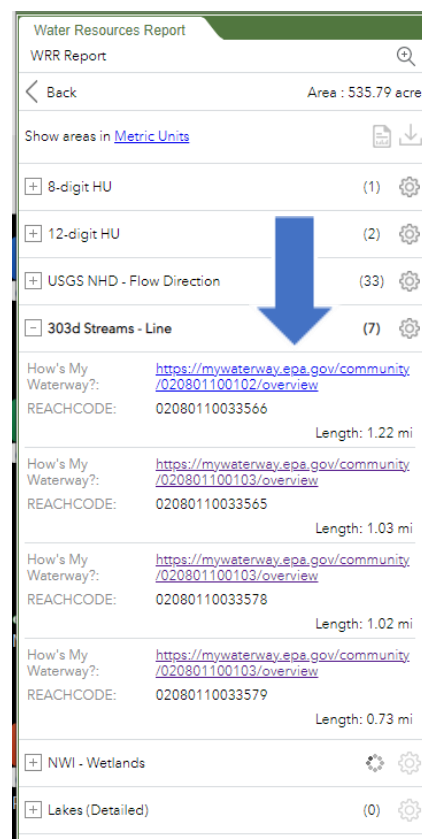 Water Resources Report
WRR Report
Back Area : 535.79 acre
Show areas in Metric Units
8-digit HU (1)
12-digit HU (2)
USGS NHD - Flow Direction (33)
303d Streams - Line (7)
How's My Waterway?: https://mywaterway.epa.gov/community/020801100102/overview
REACHCODE: 02080110033566
Length: 1.22 mi
How's My Waterway?: https://mywaterway.epa.gov/community/020801100103/overview
REACHCODE: 02080110033565
Length: 1.03 mi
How's My Waterway?: https://mywaterway.epa.gov/community/020801100103/overview
REACHCODE: 02080110033578
Length: 1.02 mi
How's My Waterway?: https://mywaterway.epa.gov/community/020801100103/overview
REACHCODE: 02080110033579
Length: 0.73 mi
NWI - Wetlands
Lakes (Detailed) (0)